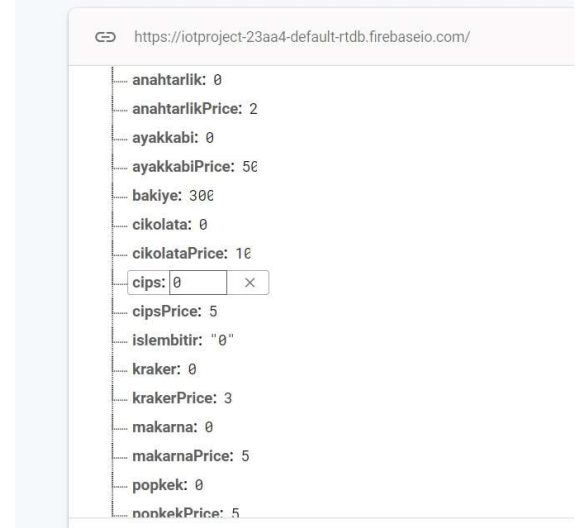 https://iotproject-23aa4-default-rtdb.firebaseio.com/
anahtarlik: 0
anahtarlikPrice: 2
ayakkabi: 0
ayakkabiPrice: 50
bakiye: 300
cikolata: 0
cikolataPrice: 10
cips: 0 ×
cipsPrice: 5
islembitir: "0"
kraker: 0
krakerPrice: 3
makarna: 0
makarnaPrice: 5
popkek: 0
popkekPrice: 5